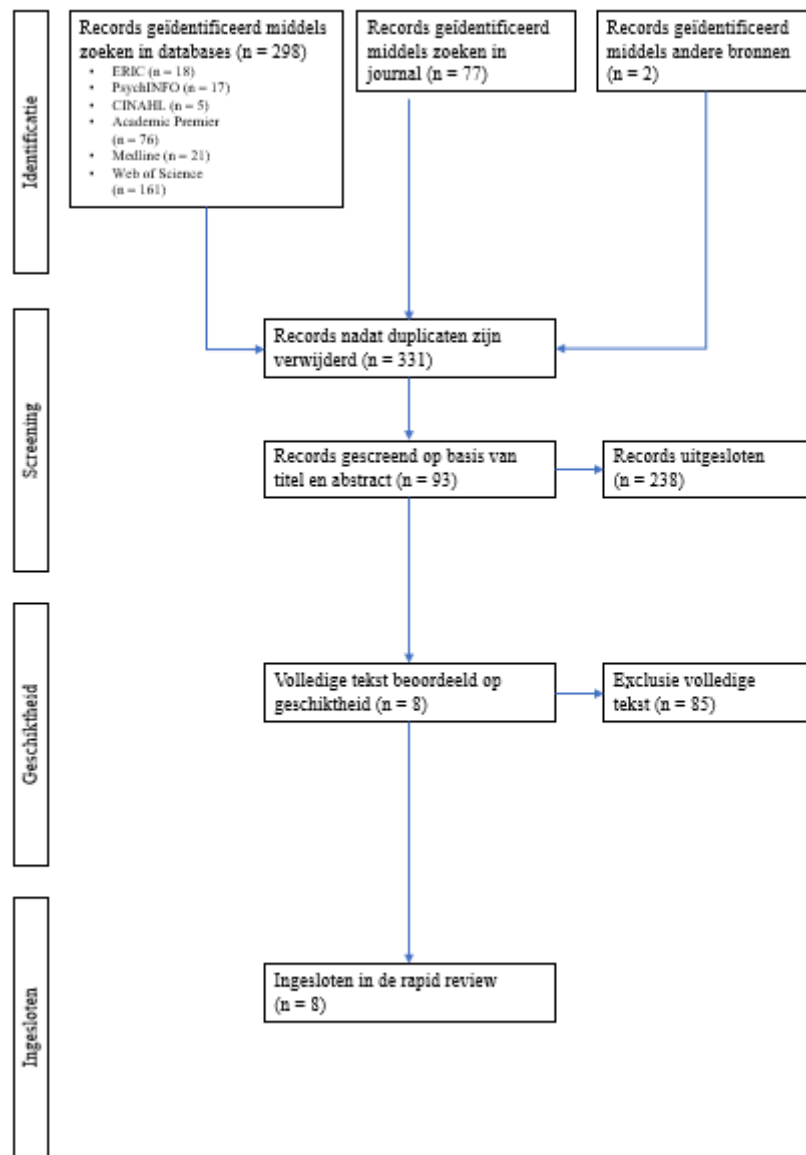 Identificatie
Records geïdentificeerd middels
zoeken in databases (n = 298)
• ERIC (n = 18)
• PsychINFO (n = 17)
• CINAHL (n = 5)
• Academic Premier
(n = 76)
• Medline (n = 21)
• Web of Science
(n = 161)
Records geïdentificeerd
middels zoeken in
journal (n = 77)
Records geïdentificeerd
middels andere bronnen
(n = 2)
Screening
Records nadat duplicaten zijn
verwijderd (n = 331)
Records gescreend op basis van
titel en abstract (n = 93)
Records uitgesloten
(n = 238)
Geschiktheid
Volledige tekst beoordeeld op
geschiktheid (n = 8)
Exclusie volledige
tekst (n = 85)
Ingesloten
Ingesloten in de rapid review
(n = 8)